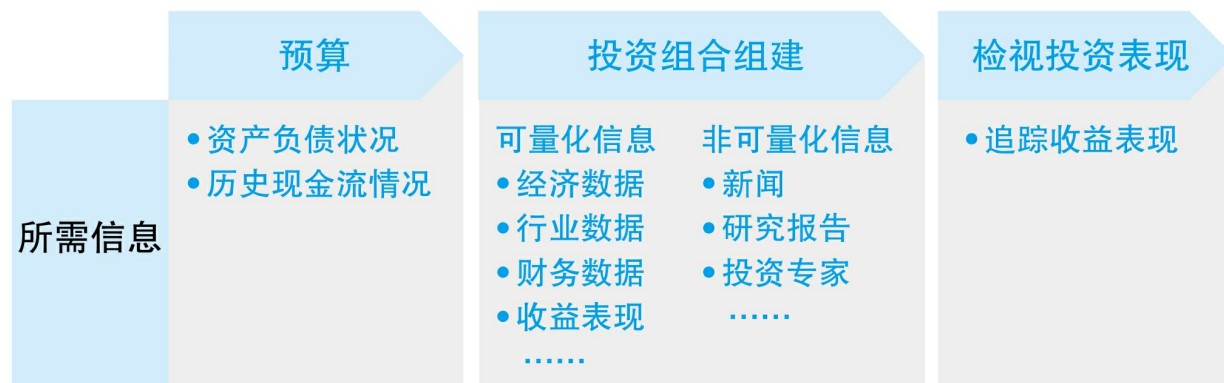 预算
投资组合组建
检视投资表现
所需信息
•资产负债状况
•历史现金流情况
可量化信息
•经济数据
•行业数据
•财务数据
•收益表现
……
非可量化信息
•新闻
•研究报告
•投资专家
……
•追踪收益表现